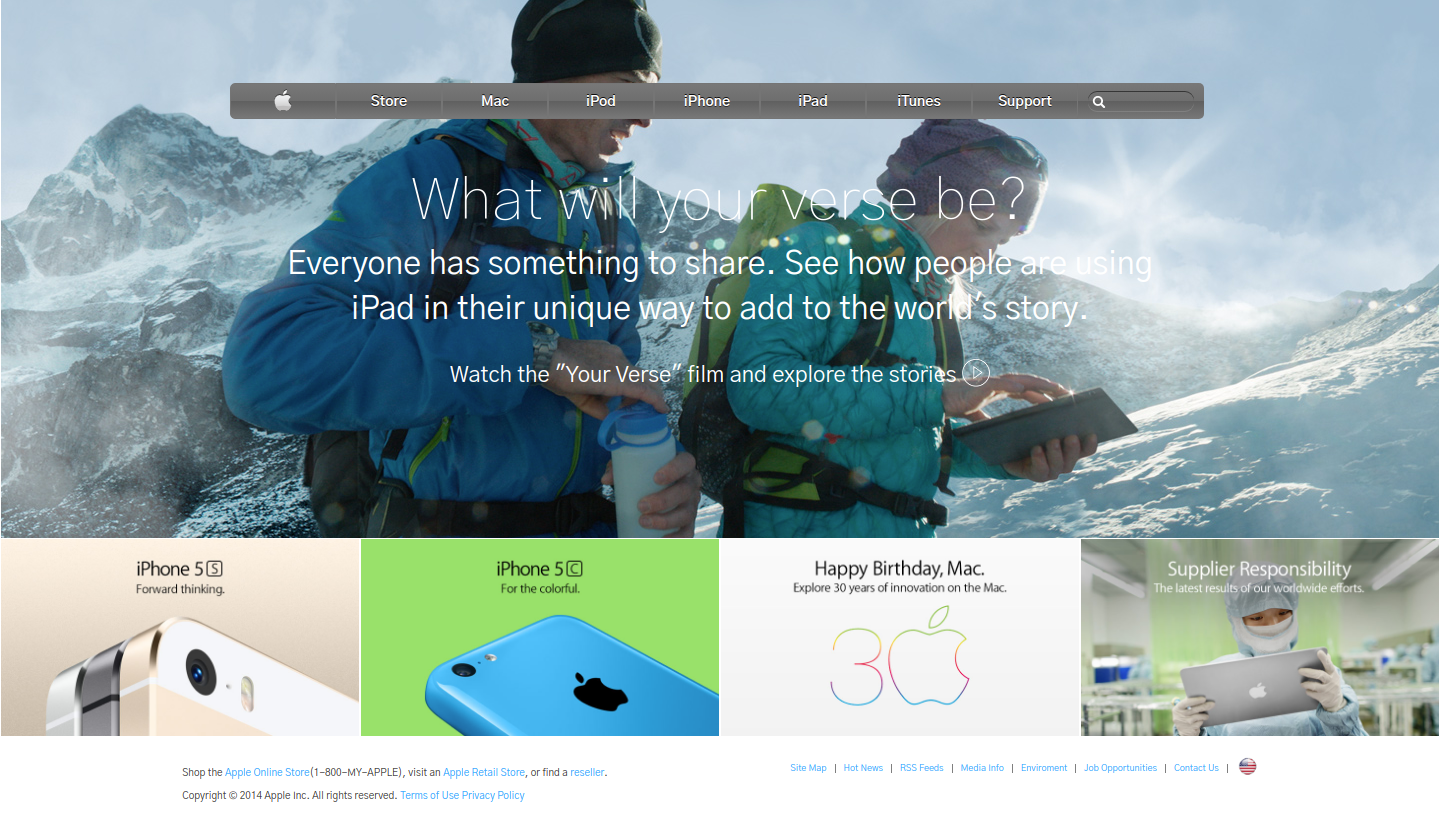 Store Mac iPod iPhone iPad iTunes Support
What will your verse be?
Everyone has something to share. See how people are using
iPad in their unique way to add to the world's story.
Watch the "Your Verse" film and explore the stories
iPhone 5 S
Forward thinking.
iPhone 5 C
For the colorful.
Happy Birthday, Mac.
Explore 30 years of innovation on the Mac.
30
Supplier Responsibility
The latest results of our worldwide efforts.
Shop the Apple Online Store(1-800-MY-APPLE), visit an Apple Retail Store, or find a reseller.
Site Map | Hot News | RSS Feeds | Media Info | Enviroment | Job Opportunities | Contact Us |
Copyright © 2014 Apple inc. All rights reserved. Terms of Use Privacy Policy